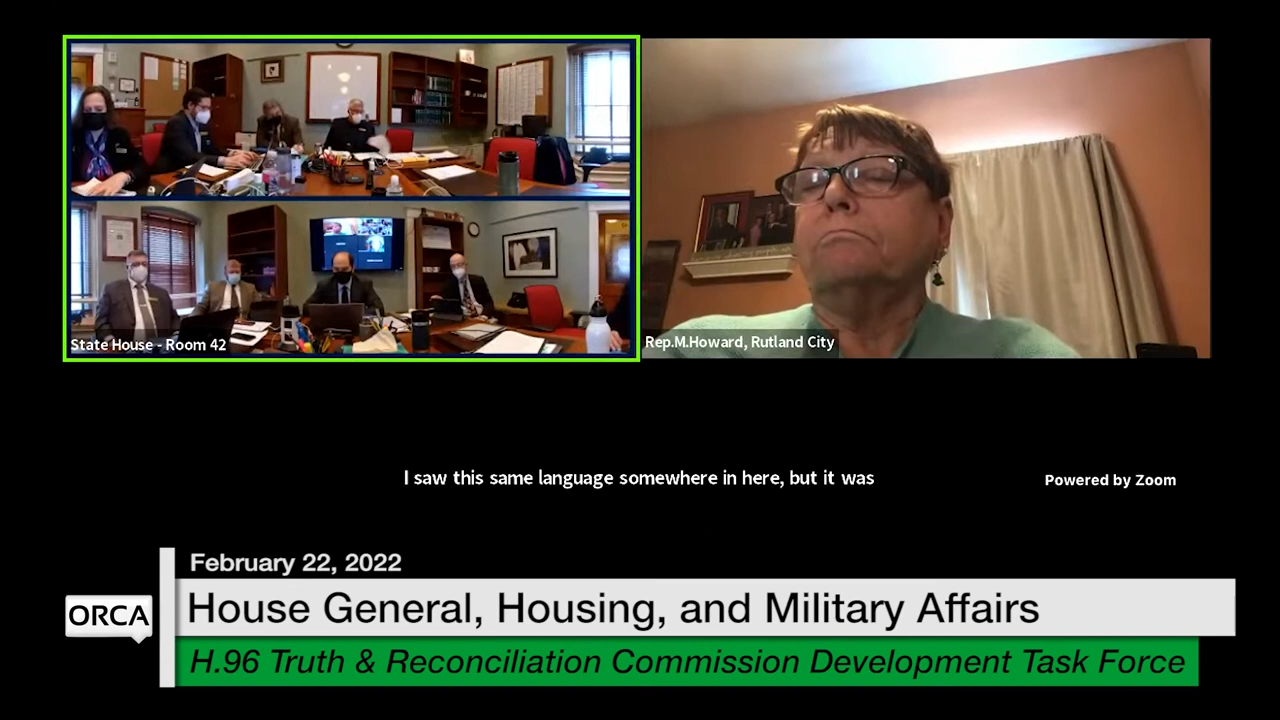 State House - Room 42
Rep.M.Howard, Rutland City
I saw this same language somewhere in here, but it was
Powered by Zoom
February 22, 2022
ORCA
House General, Housing, and Military Affairs
H.96 Truth & Reconciliation Commission Development Task Force